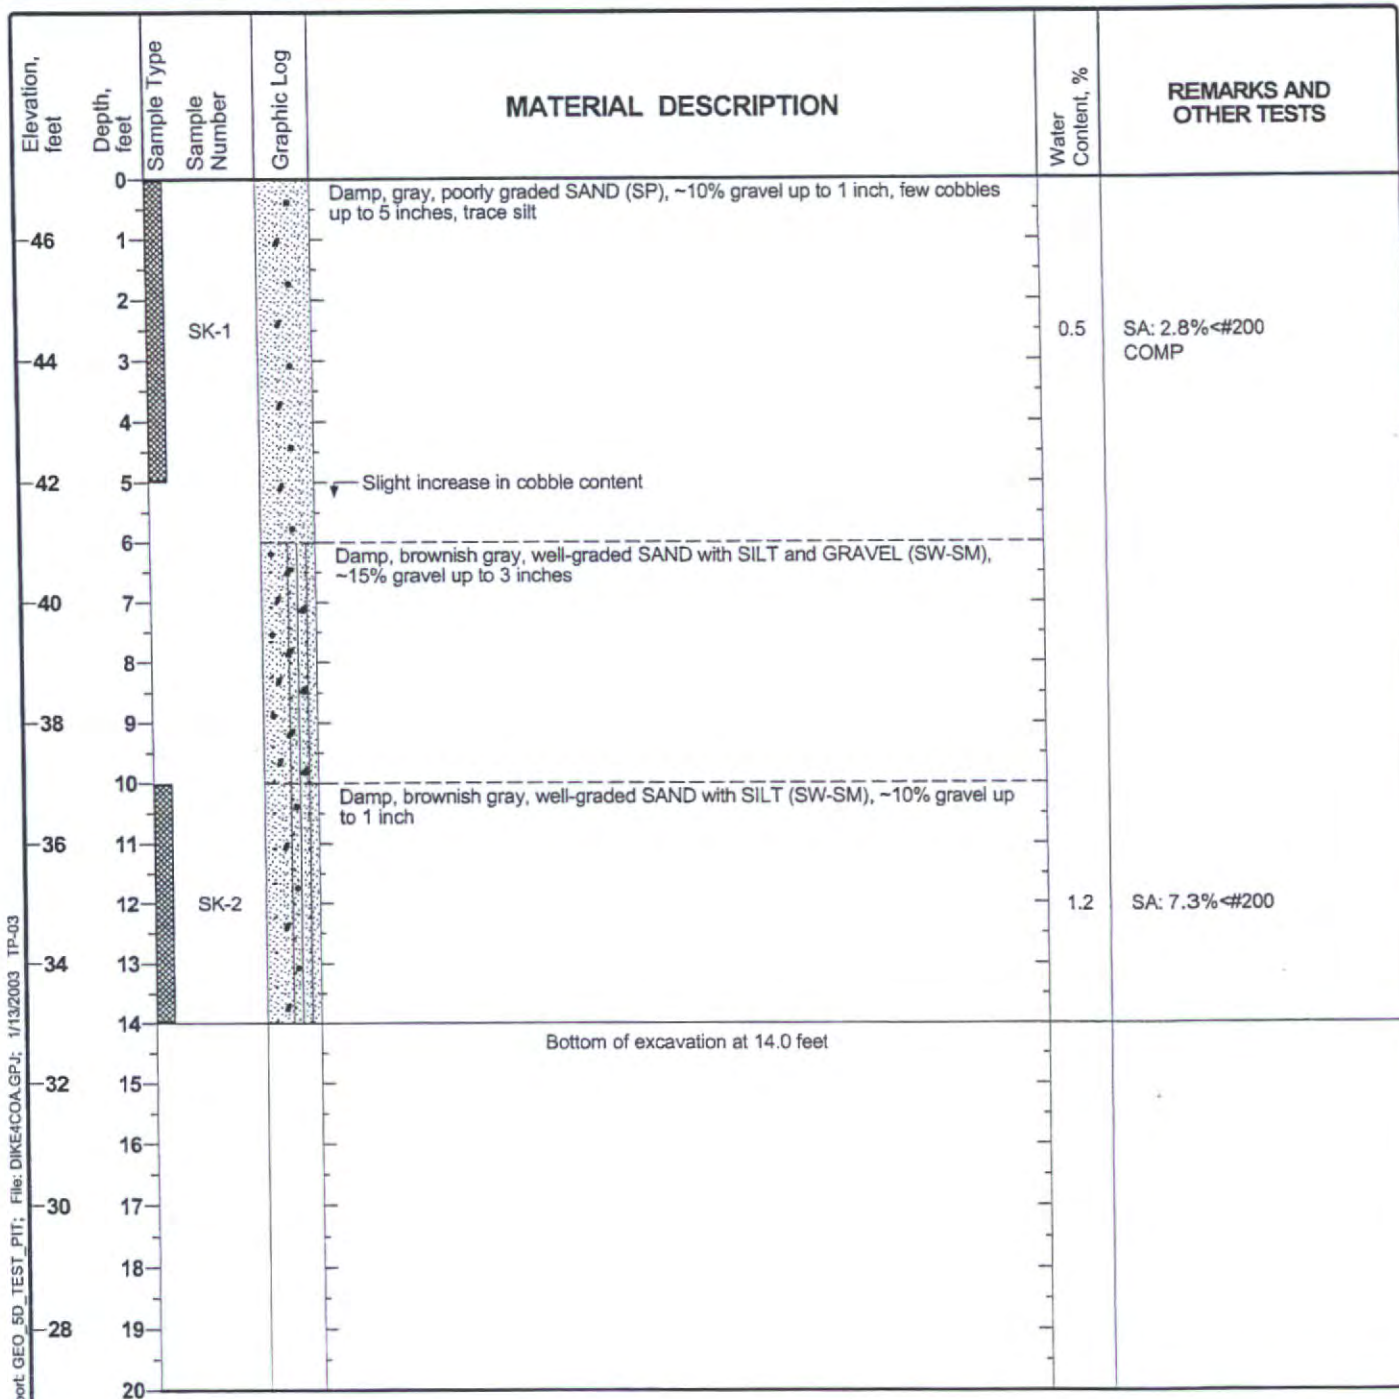 Elevation,
feet
Depth,
feet
Sample Type
Sample
Number
Graphic Log
MATERIAL DESCRIPTION
Water
Content, %
REMARKS AND
OTHER TESTS
0
Damp, gray, poorly graded SAND (SP), ~10% gravel up to 1 inch, few cobbles
up to 5 inches, trace silt
46
1
2
SK-1
0.5
SA: 2.8%<#200
COMP
44
3
4
42
5
Slight increase in cobble content
6
Damp, brownish gray, well-graded SAND with SILT and GRAVEL (SW-SM),
~15% gravel up to 3 inches
40
7
8
38
9
10
Damp, brownish gray, well-graded SAND with SILT (SW-SM), ~10% gravel up
to 1 inch
36
11
12
SK-2
1.2
SA: 7.3%<#200
34
13
14
Bottom of excavation at 14.0 feet
32
15
16
30
17
18
28
19
20
ort: GEO_5D_TEST_PIT; File: DIKE4COA.GPJ; 1/13/2003 TP-03